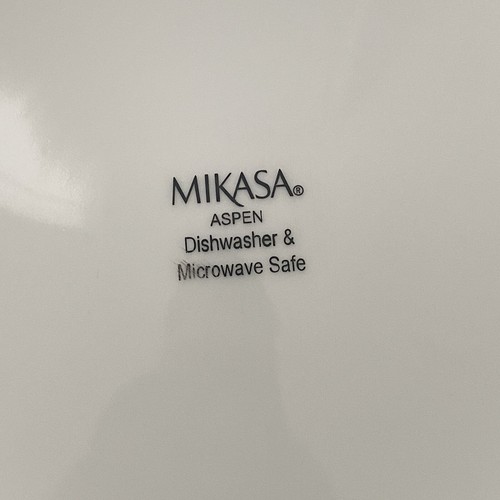 MIKASA®
ASPEN
Dishwasher &
Microwave Safe